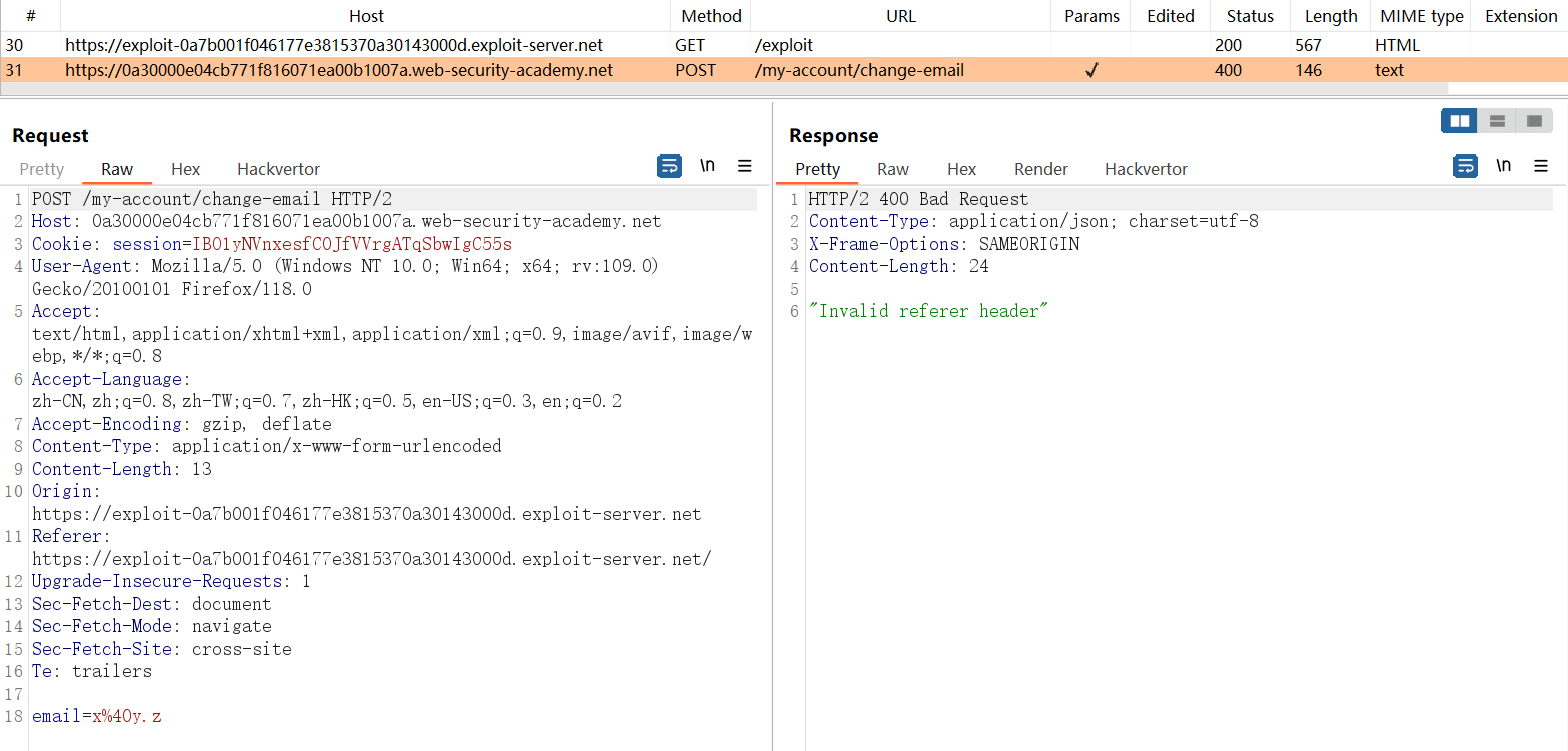 # Host Method URL Params Edited Status Length MIME type Extension
30 https://exploit-0a7b001f046177e3815370a30143000d.exploit-server.net GET /exploit 200 567 HTML
31 https://0a30000e04cb771f816071ea00b1007a.web-security-academy.net POST /my-account/change-email ✓ 400 146 text
Request
Pretty Raw Hex Hackvertor \n
1 POST /my-account/change-email HTTP/2
2 Host: 0a30000e04cb771f816071ea00b1007a.web-security-academy.net
3 Cookie: session=IBO1yNVnxesfCOJfVVrgATqSbwIgC55s
4 User-Agent: Mozilla/5.0 (Windows NT 10.0; Win64; x64; rv:109.0)
Gecko/20100101 Firefox/118.0
5 Accept:
text/html,application/xhtml+xml,application/xml;q=0.9,image/avif,image/w
ebp,*/*;q=0.8
6 Accept-Language:
zh-CN,zh;q=0.8,zh-TW;q=0.7,zh-HK;q=0.5,en-US;q=0.3,en;q=0.2
7 Accept-Encoding: gzip, deflate
8 Content-Type: application/x-www-form-urlencoded
9 Content-Length: 13
10 Origin:
https://exploit-0a7b001f046177e3815370a30143000d.exploit-server.net
11 Referer:
https://exploit-0a7b001f046177e3815370a30143000d.exploit-server.net/
12 Upgrade-Insecure-Requests: 1
13 Sec-Fetch-Dest: document
14 Sec-Fetch-Mode: navigate
15 Sec-Fetch-Site: cross-site
16 Te: trailers
17
18 email=x%40y.z
Response
Pretty Raw Hex Render Hackvertor \n
1 HTTP/2 400 Bad Request
2 Content-Type: application/json; charset=utf-8
3 X-Frame-Options: SAMEORIGIN
4 Content-Length: 24
5
6 "Invalid referer header"